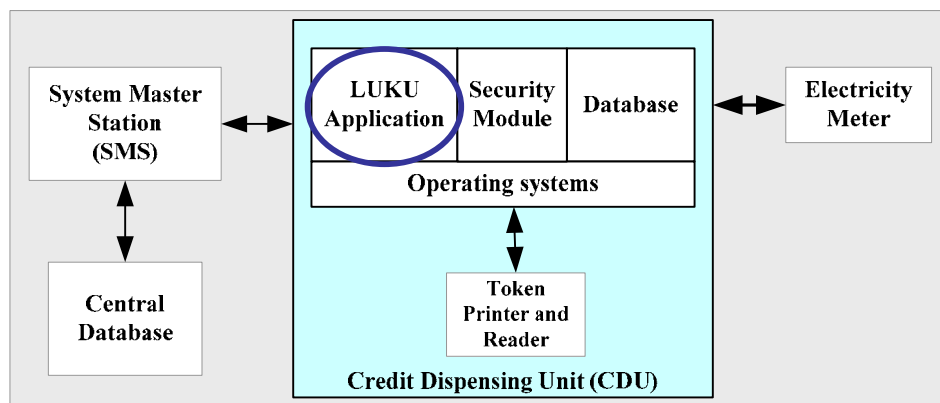 System Master
Station
(SMS)
Central
Database
LUKU
Application
Security
Module
Database
Operating systems
Token
Printer and
Reader
Credit Dispensing Unit (CDU)
Electricity
Meter